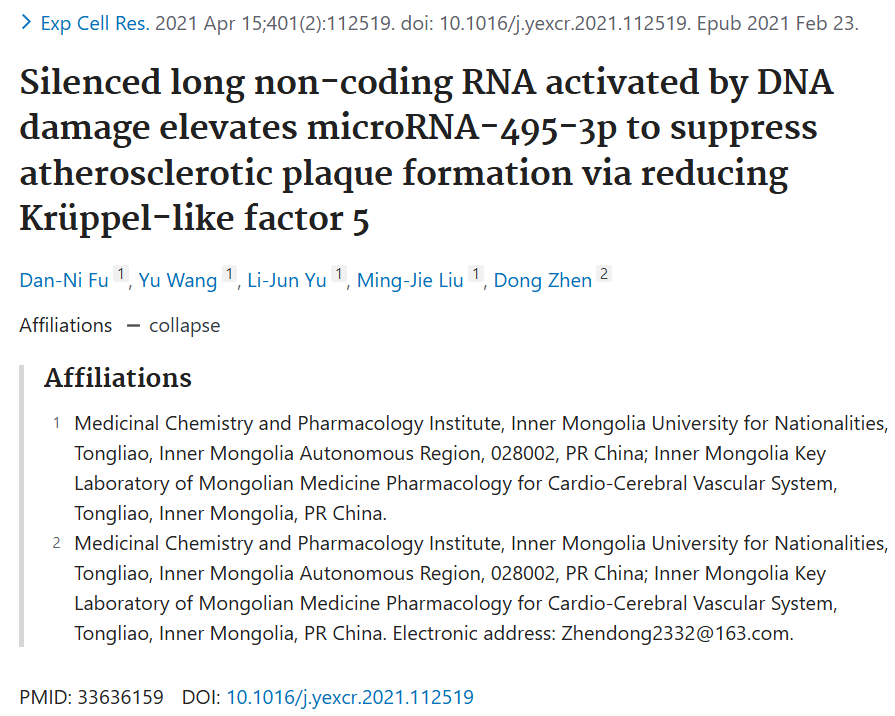 > Exp Cell Res. 2021 Apr 15;401(2):112519. doi: 10.1016/j.yexcr.2021.112519. Epub 2021 Feb 23.
Silenced long non-coding RNA activated by DNA
damage elevates microRNA-495-3p to suppress
atherosclerotic plaque formation via reducing
Krüppel-like factor 5
Dan-Ni Fu 1, Yu Wang 1, Li-Jun Yu 1, Ming-Jie Liu 1, Dong Zhen 2
Affiliations — collapse
Affiliations
1 Medicinal Chemistry and Pharmacology Institute, Inner Mongolia University for Nationalities,
Tongliao, Inner Mongolia Autonomous Region, 028002, PR China; Inner Mongolia Key
Laboratory of Mongolian Medicine Pharmacology for Cardio-Cerebral Vascular System,
Tongliao, Inner Mongolia, PR China.
2 Medicinal Chemistry and Pharmacology Institute, Inner Mongolia University for Nationalities,
Tongliao, Inner Mongolia Autonomous Region, 028002, PR China; Inner Mongolia Key
Laboratory of Mongolian Medicine Pharmacology for Cardio-Cerebral Vascular System,
Tongliao, Inner Mongolia, PR China. Electronic address: Zhendong2332@163.com.
PMID: 33636159 DOI: 10.1016/j.yexcr.2021.112519